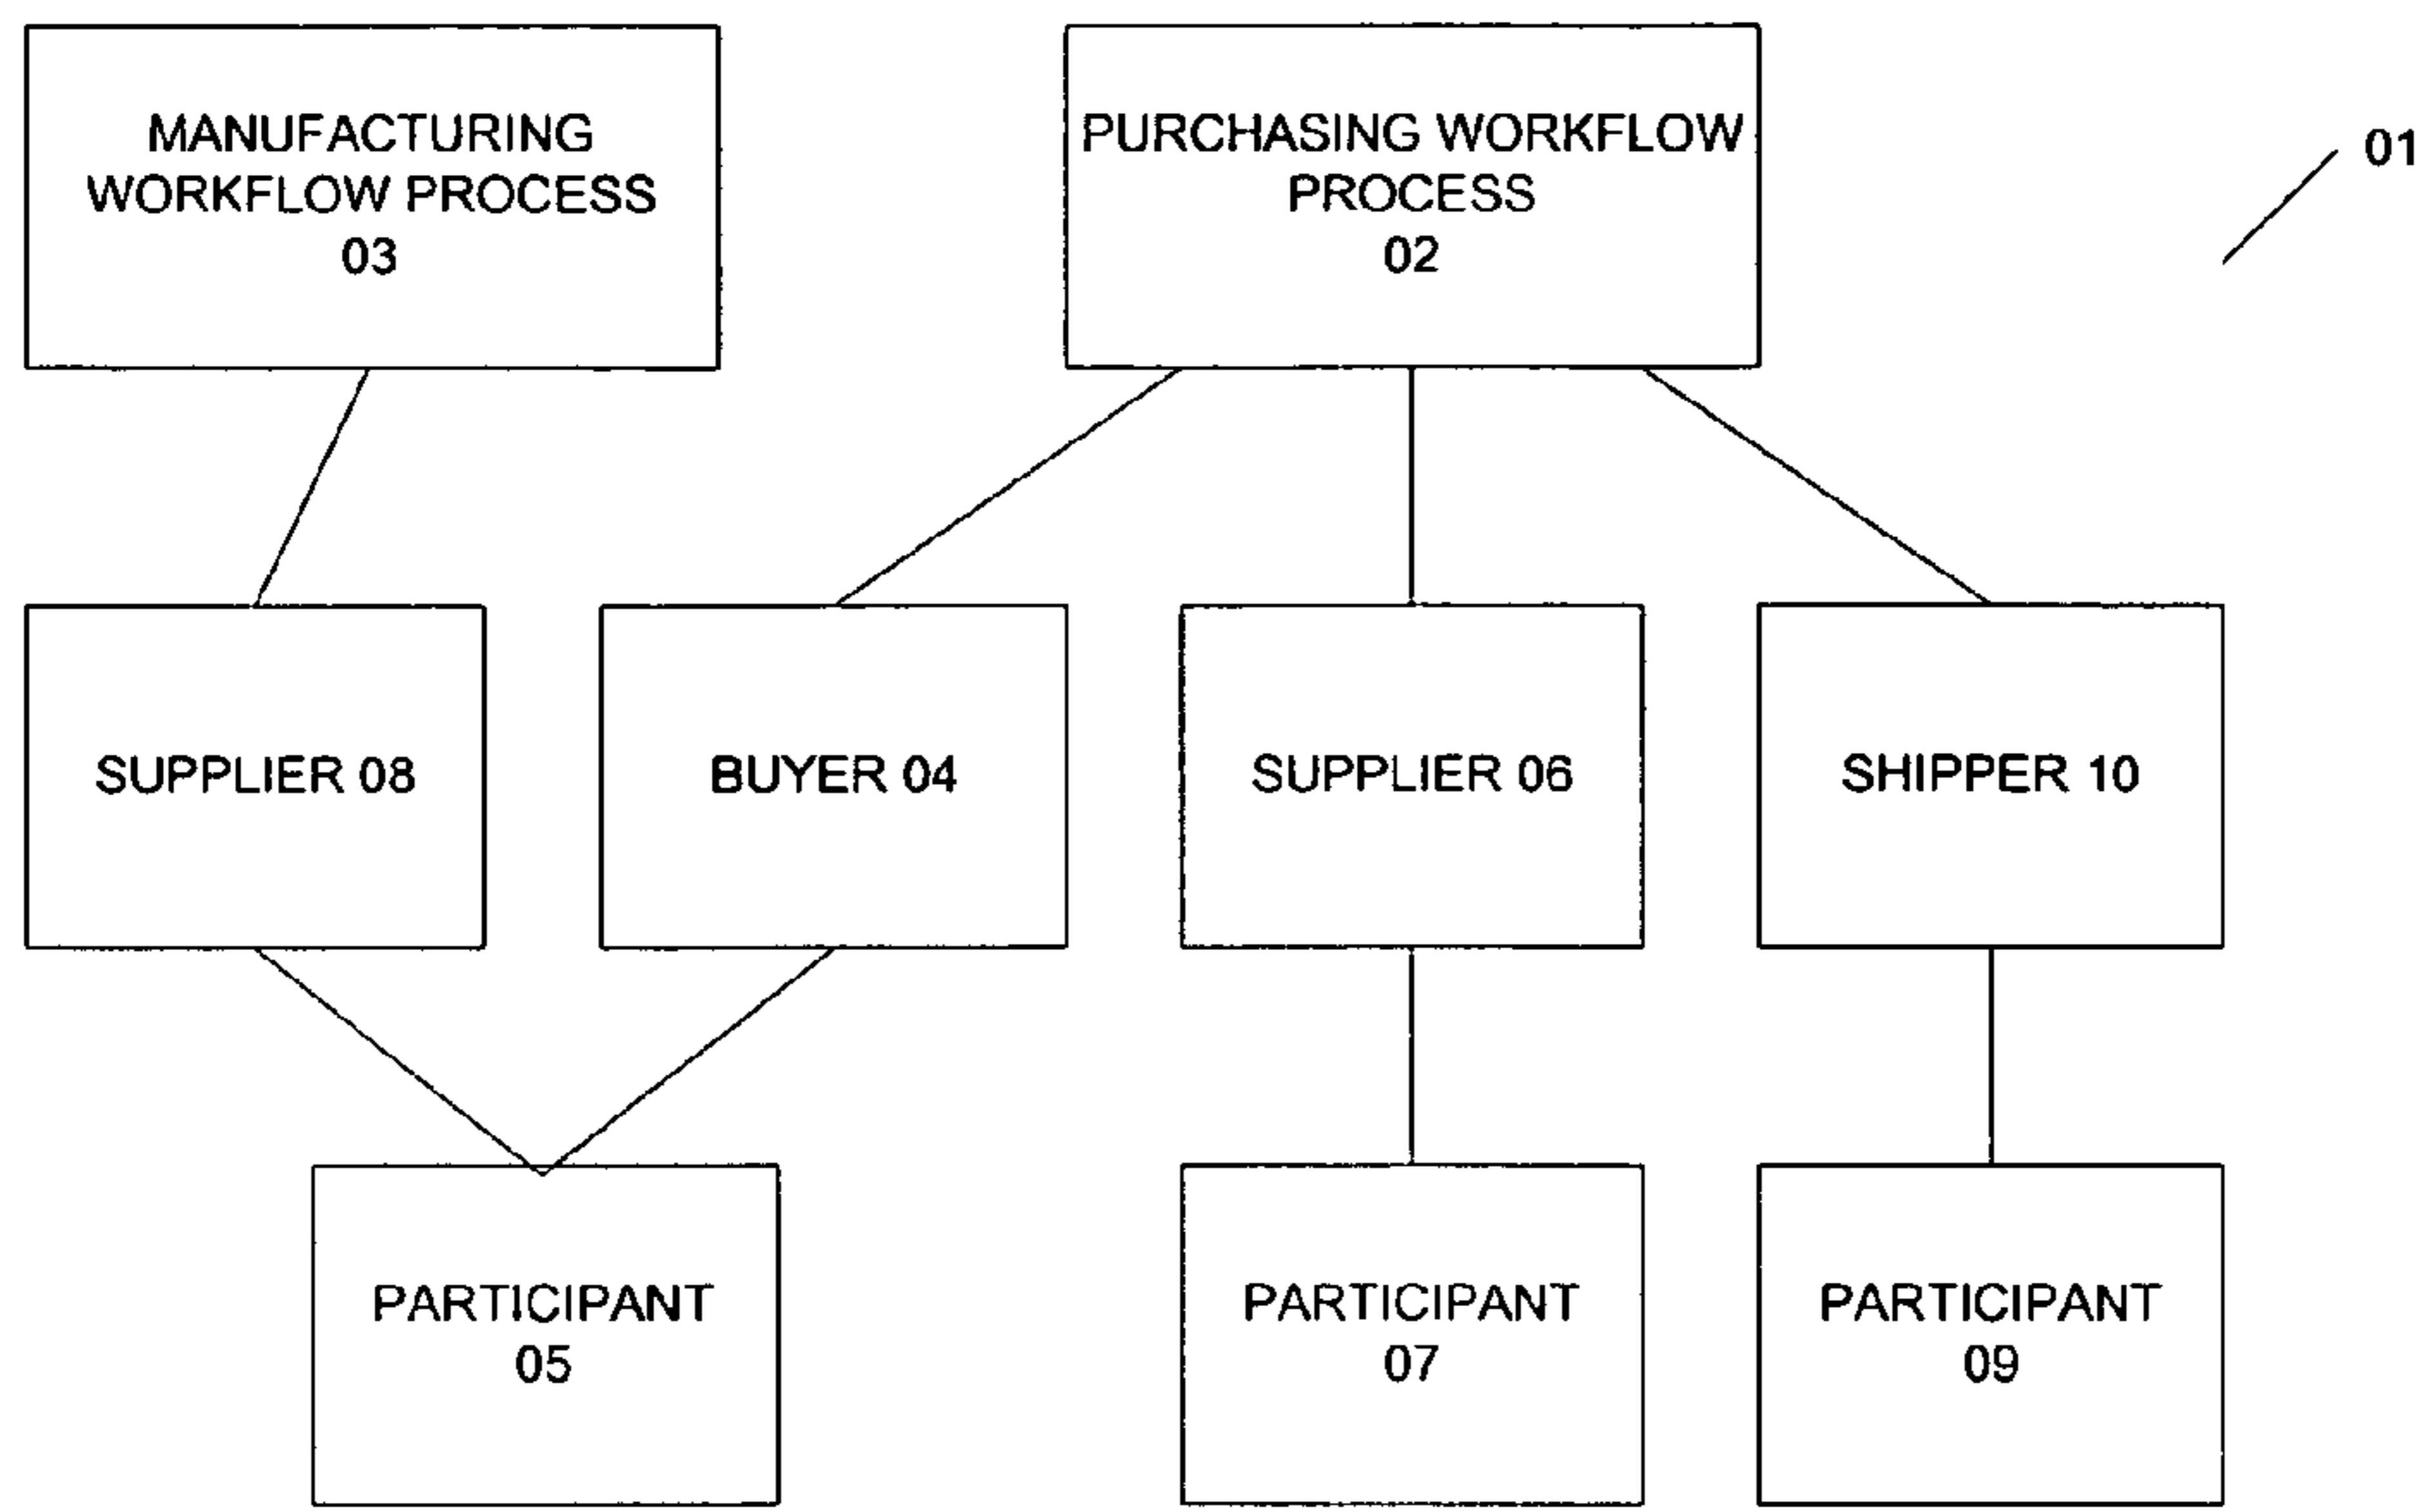 MANUFACTURING
WORKFLOW PROCESS
03
PURCHASING WORKFLOW
PROCESS
02
01
SUPPLIER 08
BUYER 04
SUPPLIER 06
SHIPPER 10
PARTICIPANT
05
PARTICIPANT
07
PARTICIPANT
09